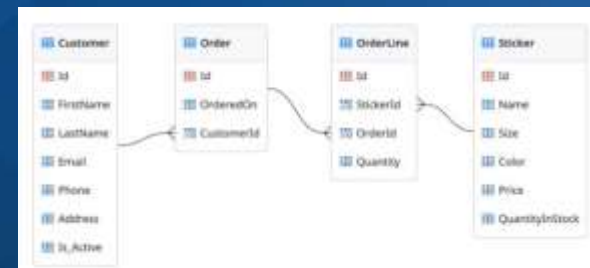 Customer
Id
FirstName
LastName
Email
Phone
Address
Is_Active
Order
Id
OrderedOn
CustomerId
OrderLine
Id
StickerId
OrderId
Quantity
Sticker
Id
Name
Size
Color
Price
QuantityInStock